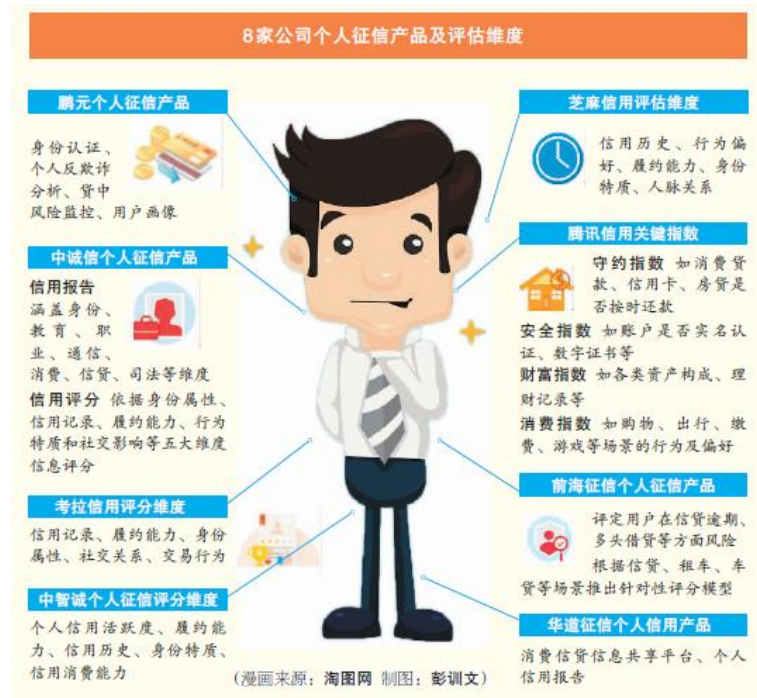 8家公司个人征信产品及评估维度
鹏元个人征信产品
身份认证、
个人反欺诈
分析、贷中
风险监控、用户画像
中诚信个人征信产品
信用报告
涵盖身份、
教育、职
业、通信、
消费、信贷、司法等维度
信用评分 依据身份属性、
信用记录、履约能力、行为
特质和社交影响等五大维度
信息评分
考拉信用评分维度
信用记录、履约能力、身份
属性、社交关系、交易行为
中智诚个人征信评分维度
个人信用活跃度、履约能
力、信用历史、身份特质、
信用消费能力
芝麻信用评估维度
信用历史、行为偏
好、履约能力、身份
特质、人脉关系
腾讯信用关键指数
守约指数 如消费贷
款、信用卡、房贷是
否按时还款
安全指数 如账户是否实名认
证、数字证书等
财富指数 如各类资产构成、理
财记录等
消费指数 如购物、出行、缴
费、游戏等场景的行为及偏好
前海征信个人征信产品
评定用户在信贷逾期、
多头借贷等方面风险
根据信贷、租车、车
贷等场景推出针对性评分模型
华道征信个人信用产品
消费信贷信息共享平台、个人
信用报告
(漫画来源：淘图网 制图：彭训文)